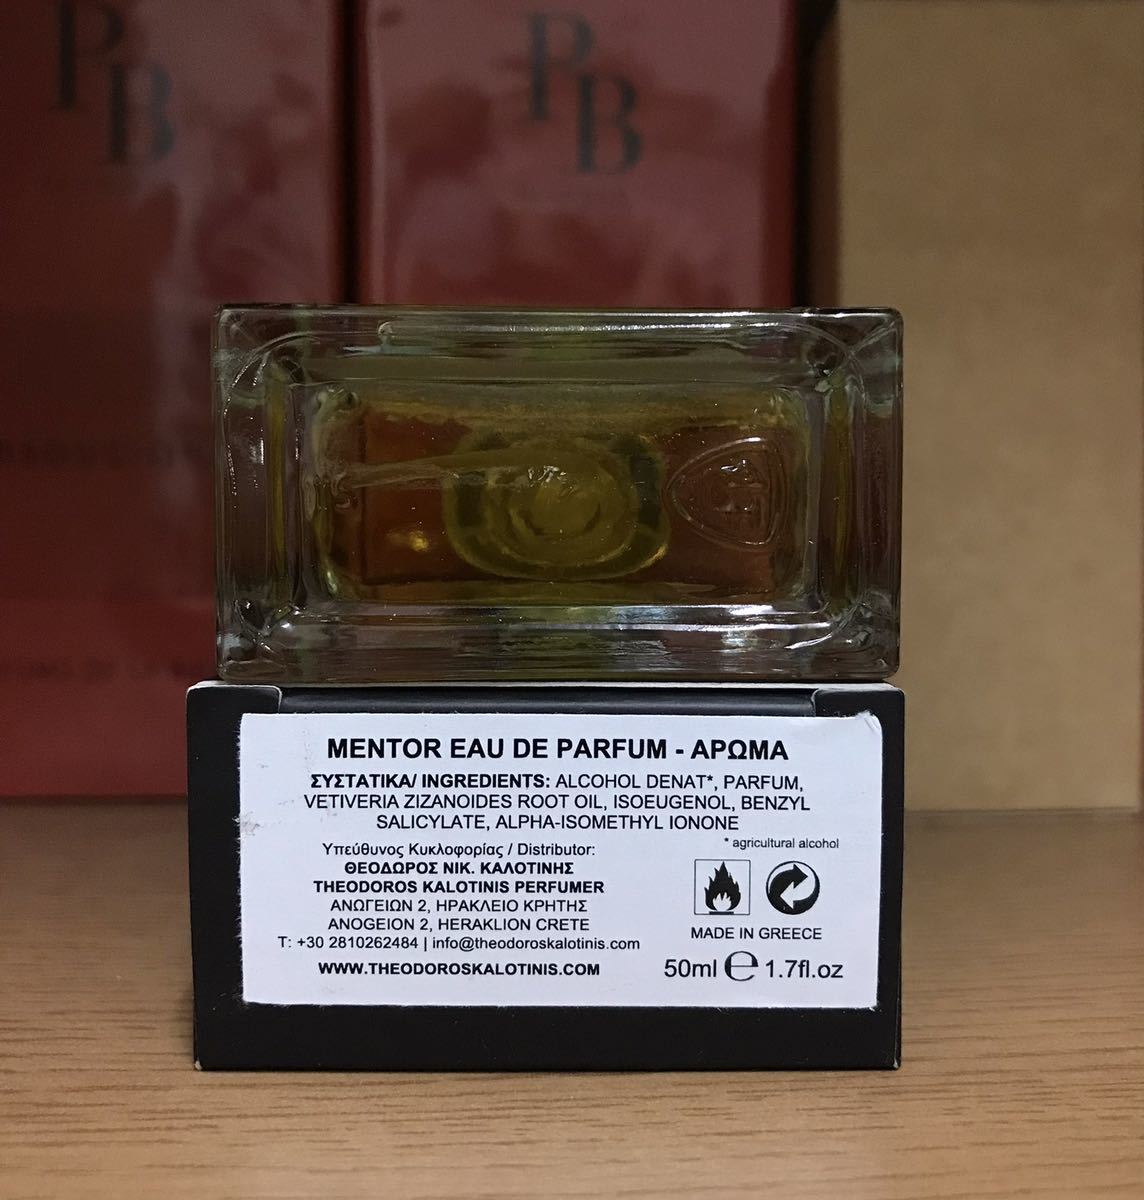 PB
PB
MENTOR EAU DE PARFUM - ΑΡΩΜΑ
ΣΥΣΤΑΤΙΚΑ/ INGREDIENTS: ALCOHOL DENAT*, PARFUM,
VETIVERIA ZIZANOIDES ROOT OIL, ISOEUGENOL, BENZYL
SALICYLATE, ALPHA-ISOMETHYL IONONE
* agricultural alcohol
Υπεύθυνος Κυκλοφορίας / Distributor:
ΘΕΟΔΩΡΟΣ ΝΙΚ. ΚΑΛΟΤΙΝΗΣ
THEODOROS KALOTINIS PERFUMER
ΑΝΩΓΕΙΩΝ 2, ΗΡΑΚΛΕΙΟ ΚΡΗΤΗΣ
ANOGEION 2, HERAKLION CRETE
T: +30 2810262484 | info@theodoroskalotinis.com
WWW.THEODOROSKALOTINIS.COM
MADE IN GREECE
50ml ℮ 1.7fl.oz